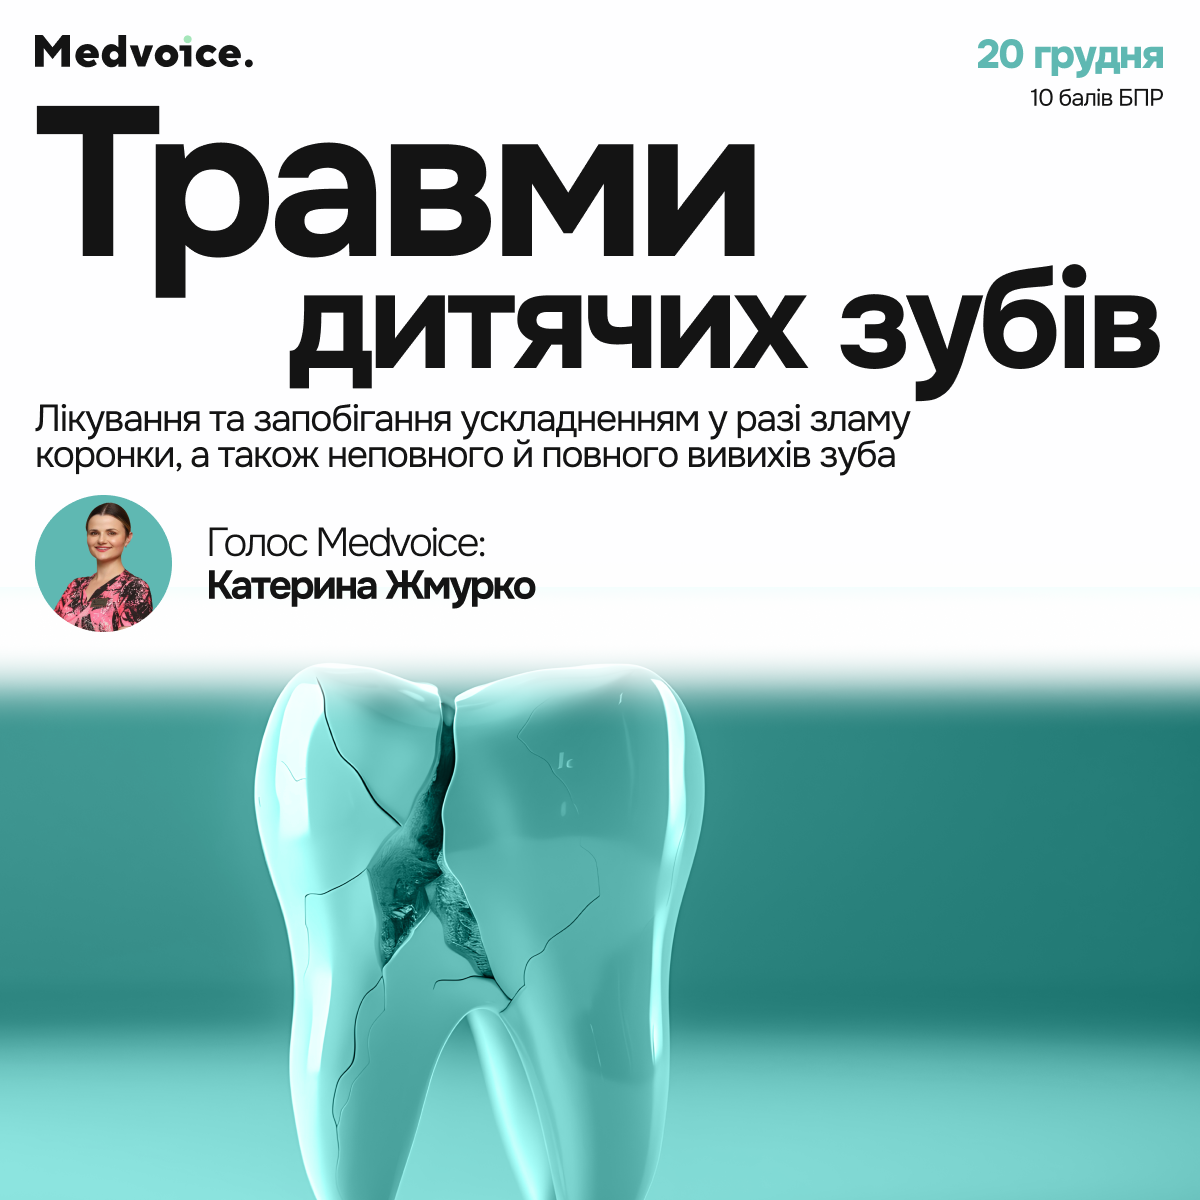 Medvoice.
20 грудня
10 балів БПР
Травми
дитячих зубів
Лікування та запобігання ускладненням у разі зламу
коронки, а також неповного й повного вивихів зуба
Голос Medvoice:
Катерина Жмурко